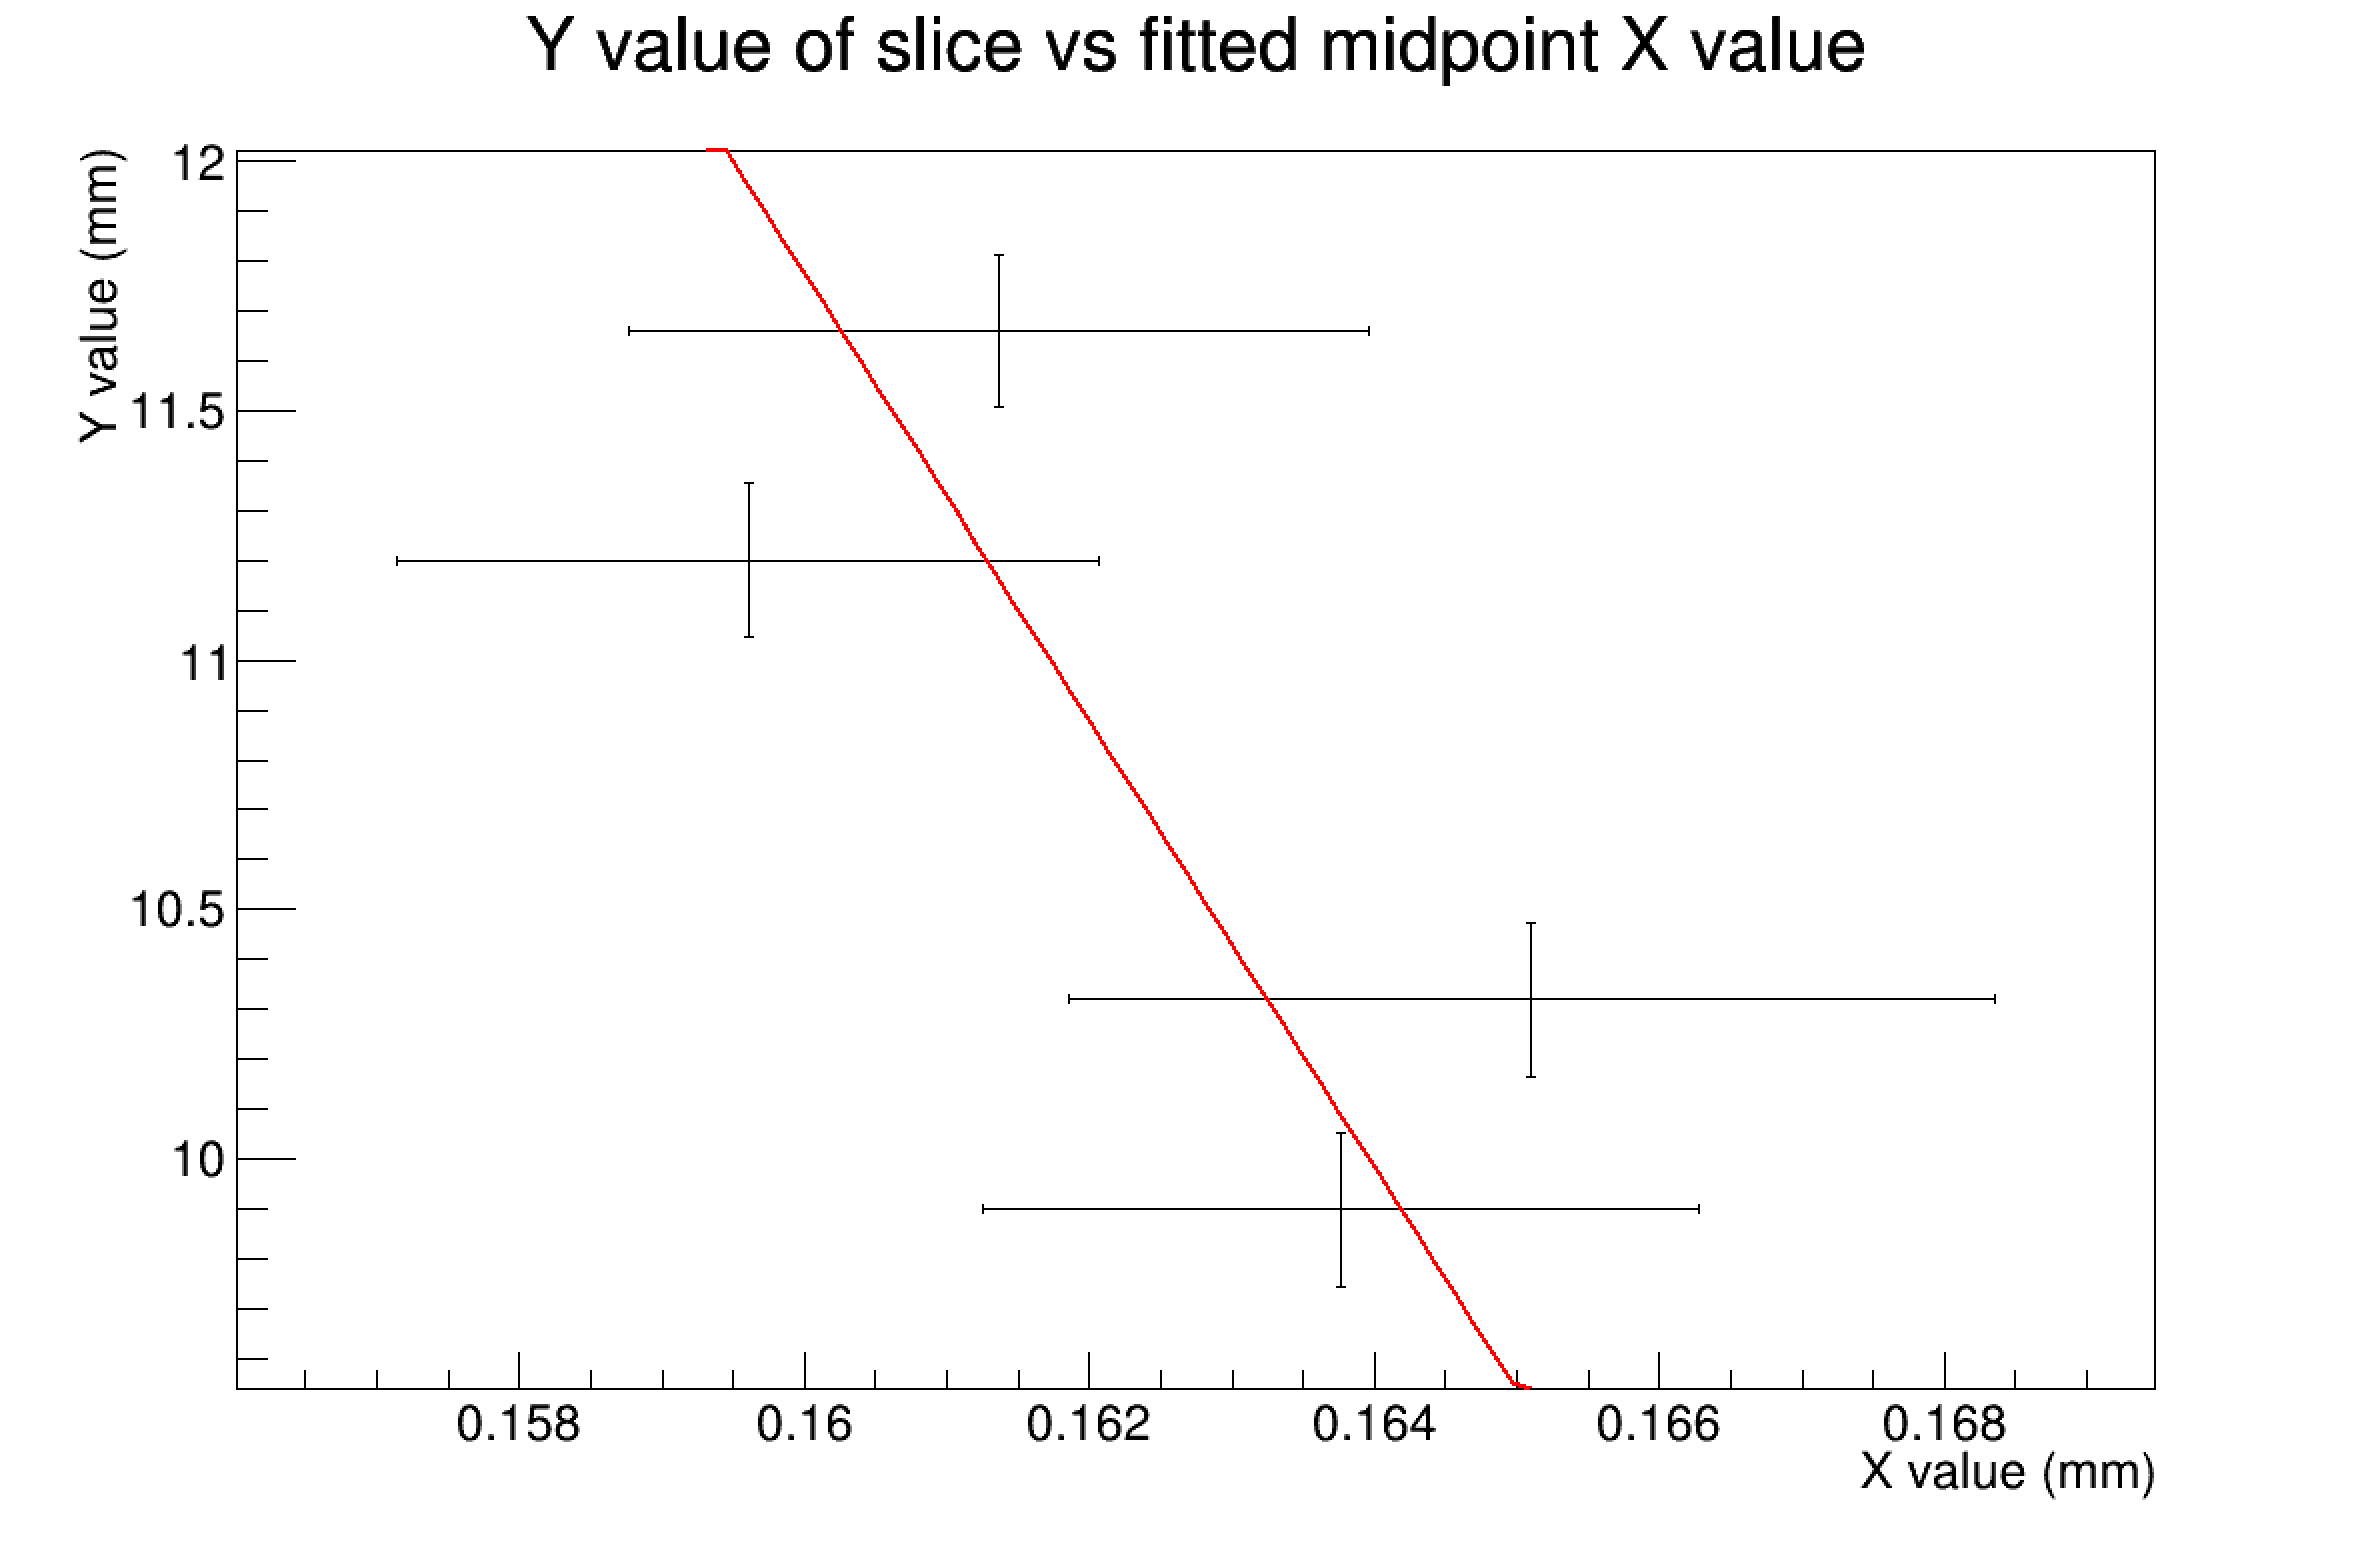 Y value of slice vs fitted midpoint X value
Y value (mm)
12
11.5
11
10.5
10
0.158 0.16 0.162 0.164 0.166 0.168
X value (mm)